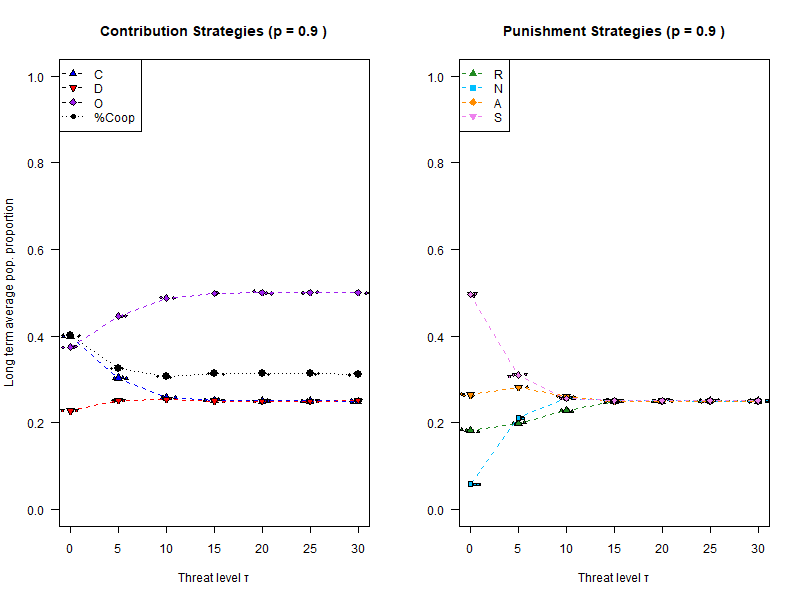 Contribution Strategies (p = 0.9 )
C
D
O
%Coop
Long term average pop. proportion
0.0
0.2
0.4
0.6
0.8
1.0
0 5 10 15 20 25 30
Threat level τ
Punishment Strategies (p = 0.9 )
R
N
A
S
0.0
0.2
0.4
0.6
0.8
1.0
0 5 10 15 20 25 30
Threat level τ